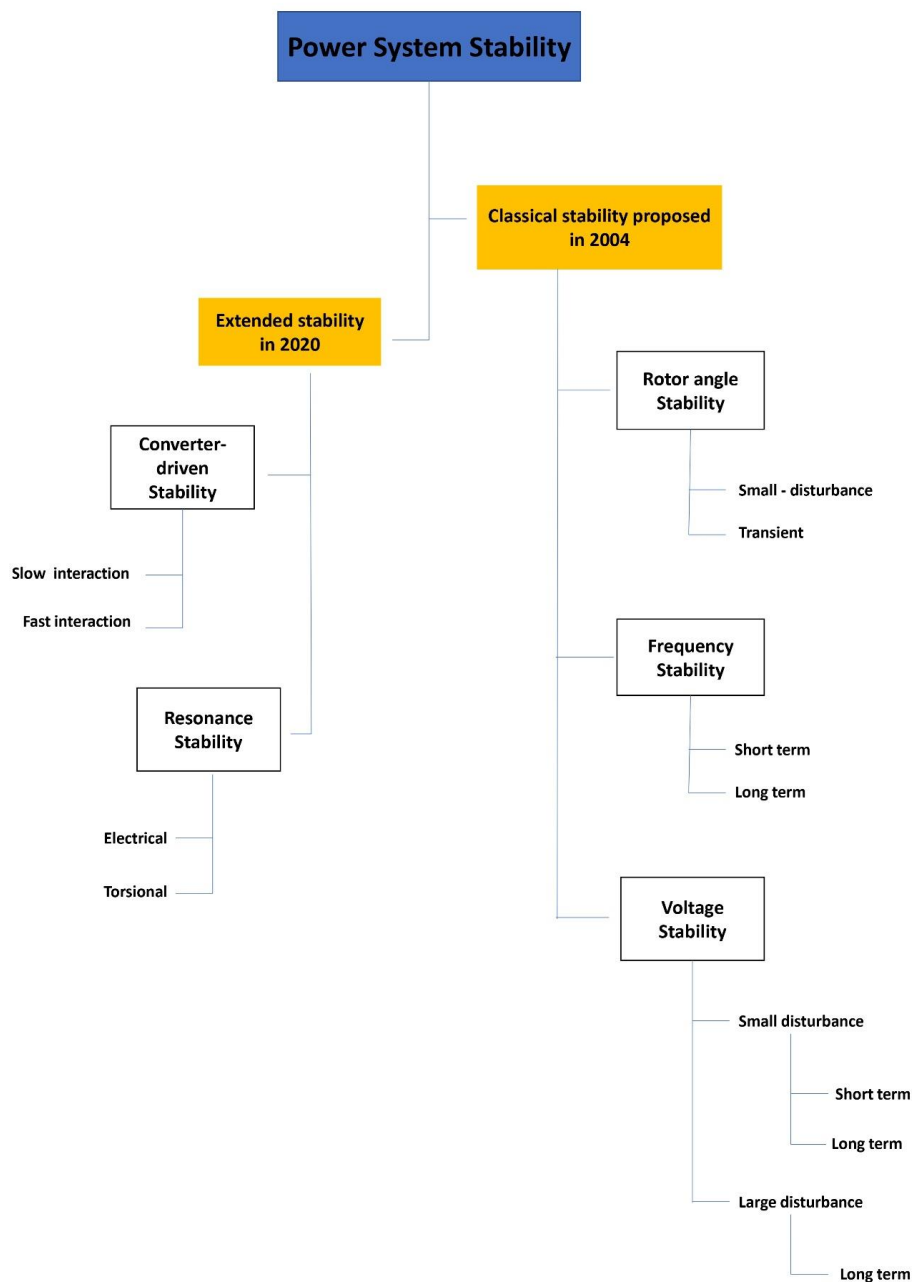 Power System Stability
Classical stability proposed
in 2004
Extended stability
in 2020
Rotor angle
Stability
Small - disturbance
Transient
Converter-
driven
Stability
Slow  interaction
Fast interaction
Frequency
Stability
Short term
Long term
Resonance
Stability
Electrical
Torsional
Voltage
Stability
Small disturbance
Short term
Long term
Large disturbance
Long term